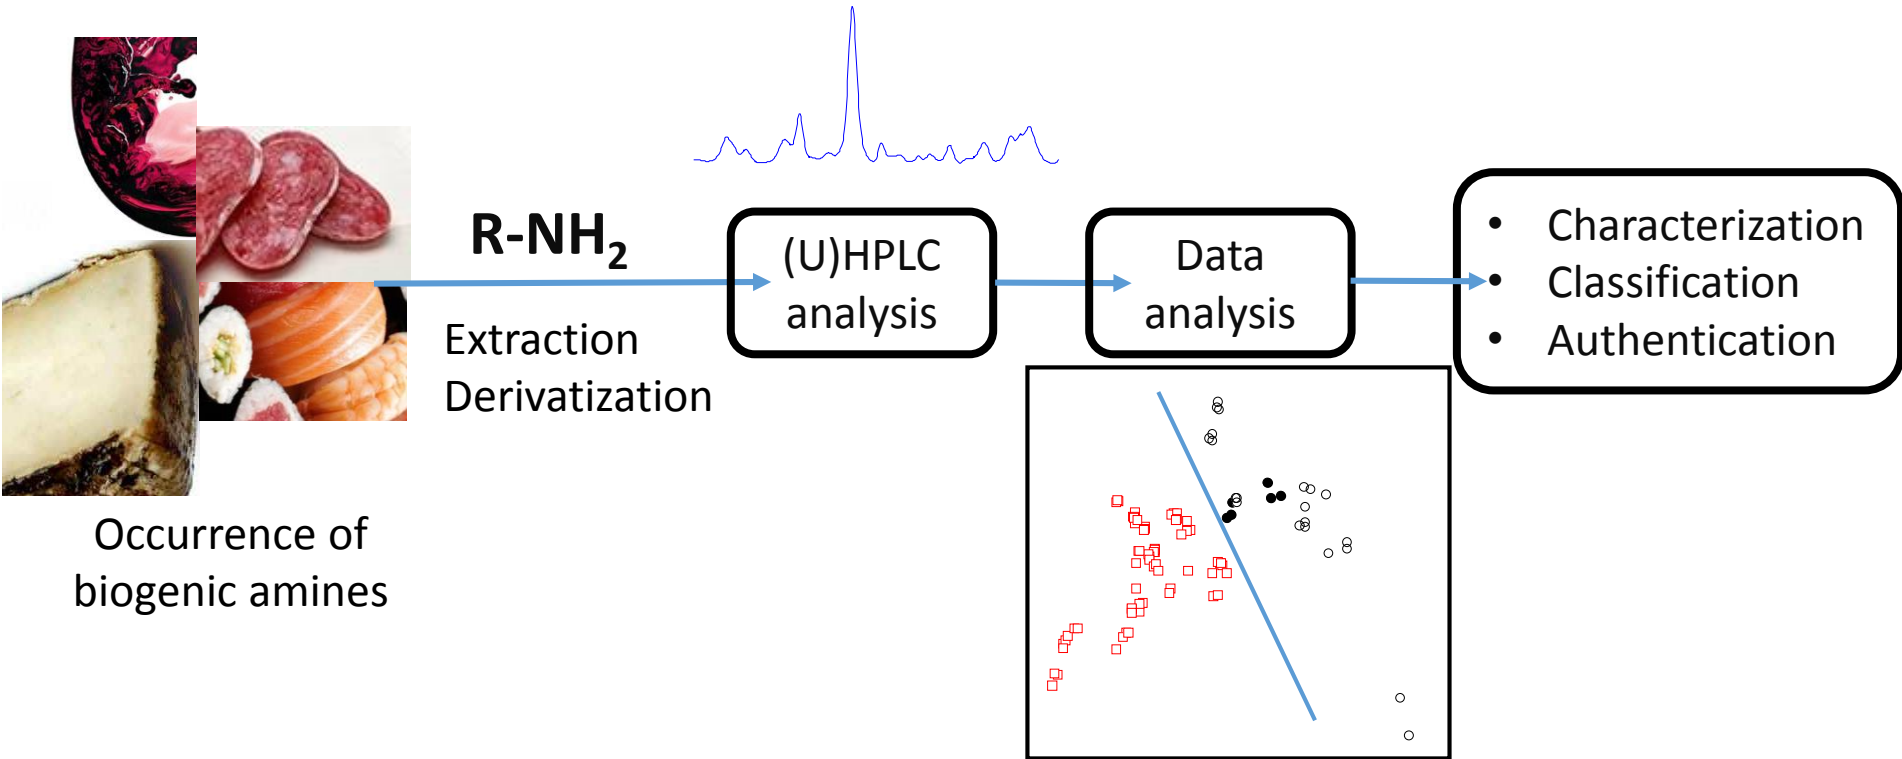 Occurrence of
biogenic amines
R-NH₂
Extraction
Derivatization
(U)HPLC
analysis
Data
analysis
• Characterization
• Classification
• Authentication